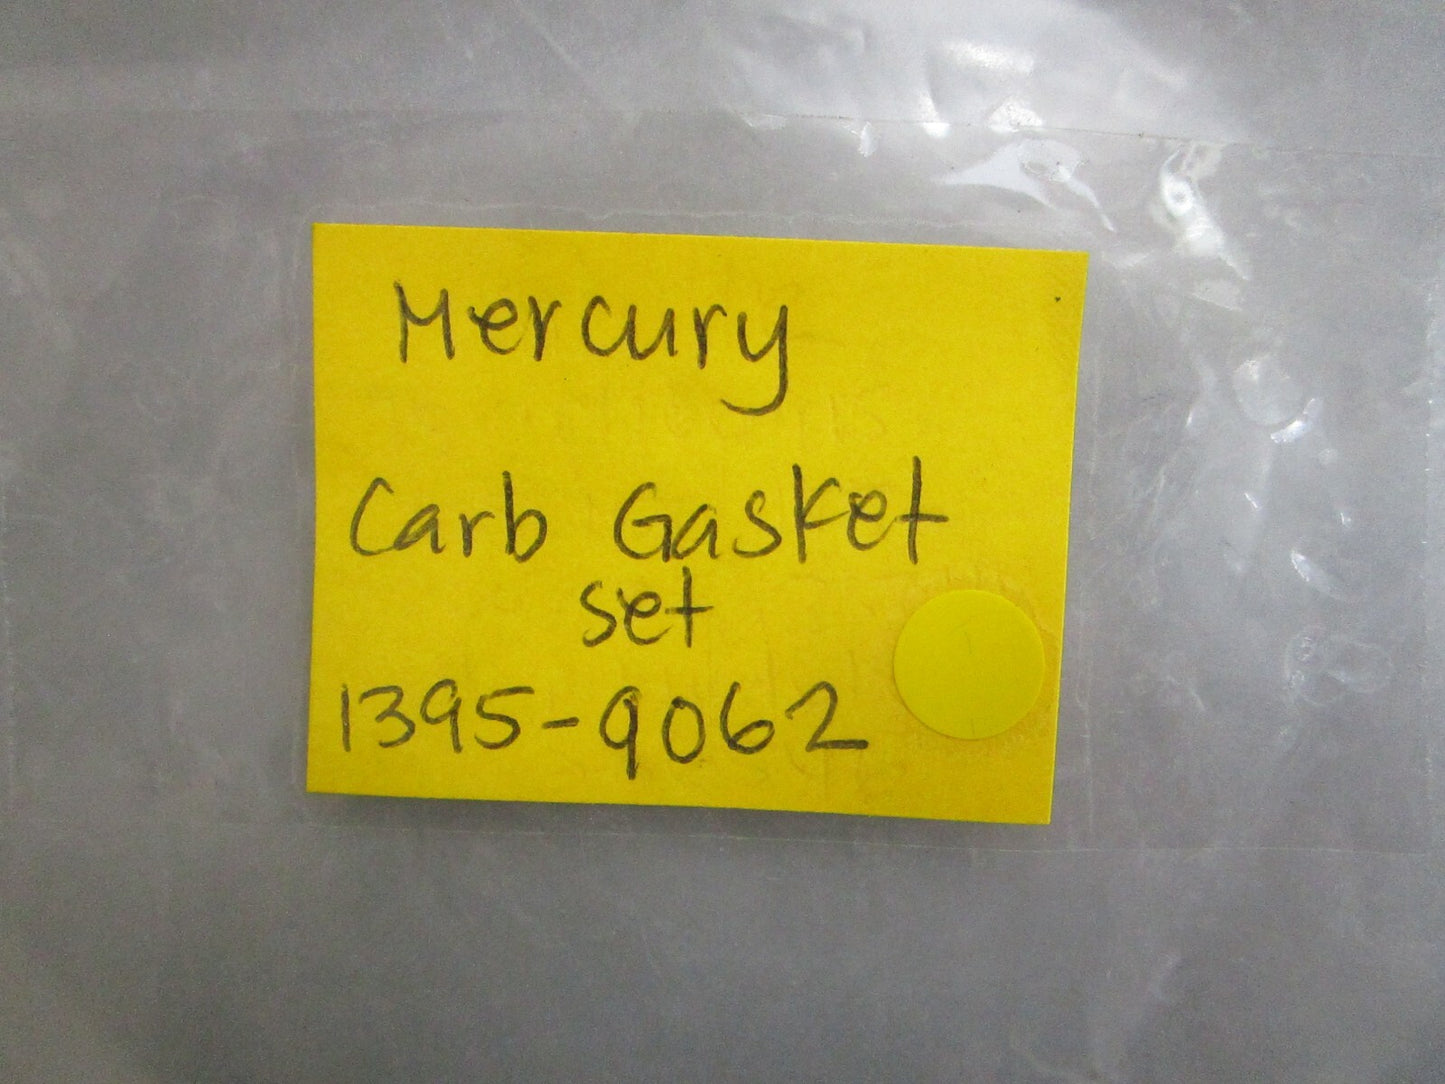 Mercury
Carb Gasket
set
1395-9062